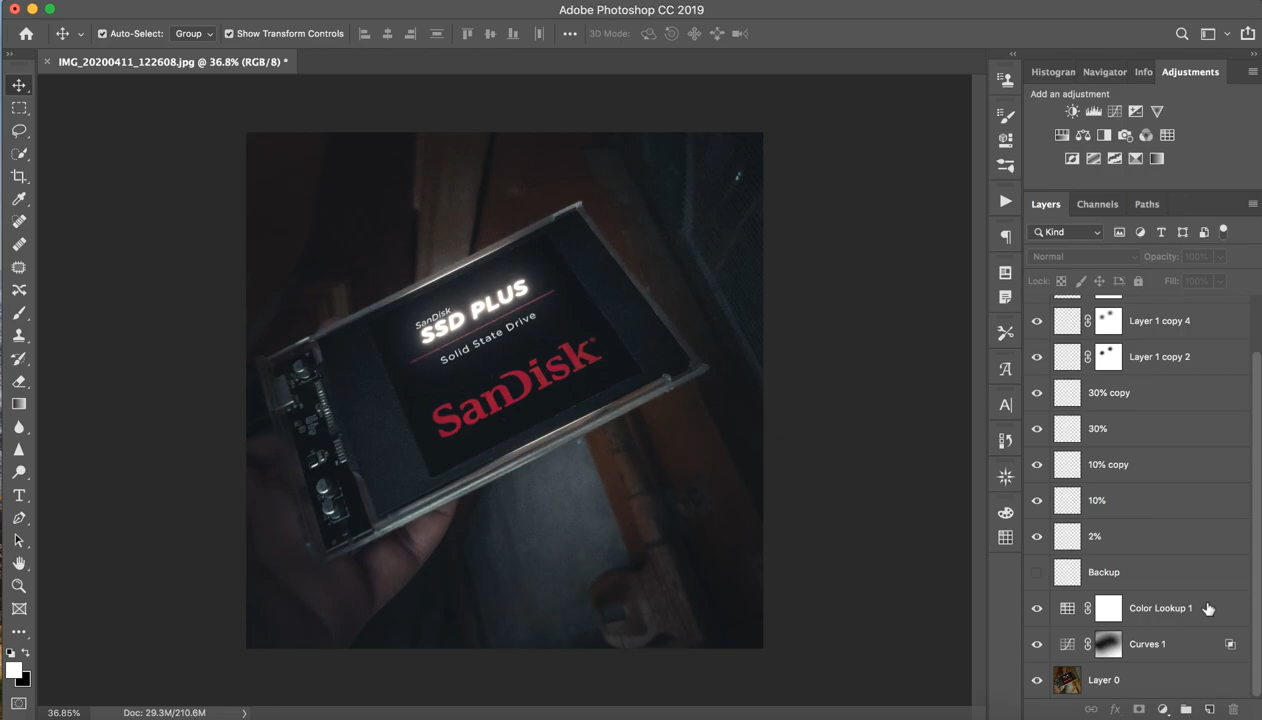 Adobe Photoshop CC 2019
Auto-Select: Group Show Transform Controls 3D Mode:
IMG_20200411_122608.jpg @ 36.8% (RGB/8) *
Histogran Navigator Info Adjustments
Add an adjustment
Layers Channels Paths
Kind
Normal Opacity: 100%
Lock: Fill: 100%
Layer 1 copy 4
Layer 1 copy 2
30% copy
30%
10% copy
10%
2%
Backup
Color Lookup 1
Curves 1
Layer 0
SanDisk
SSD PLUS
Solid State Drive
SanDisk
36.85% Doc: 29.3M/210.6M